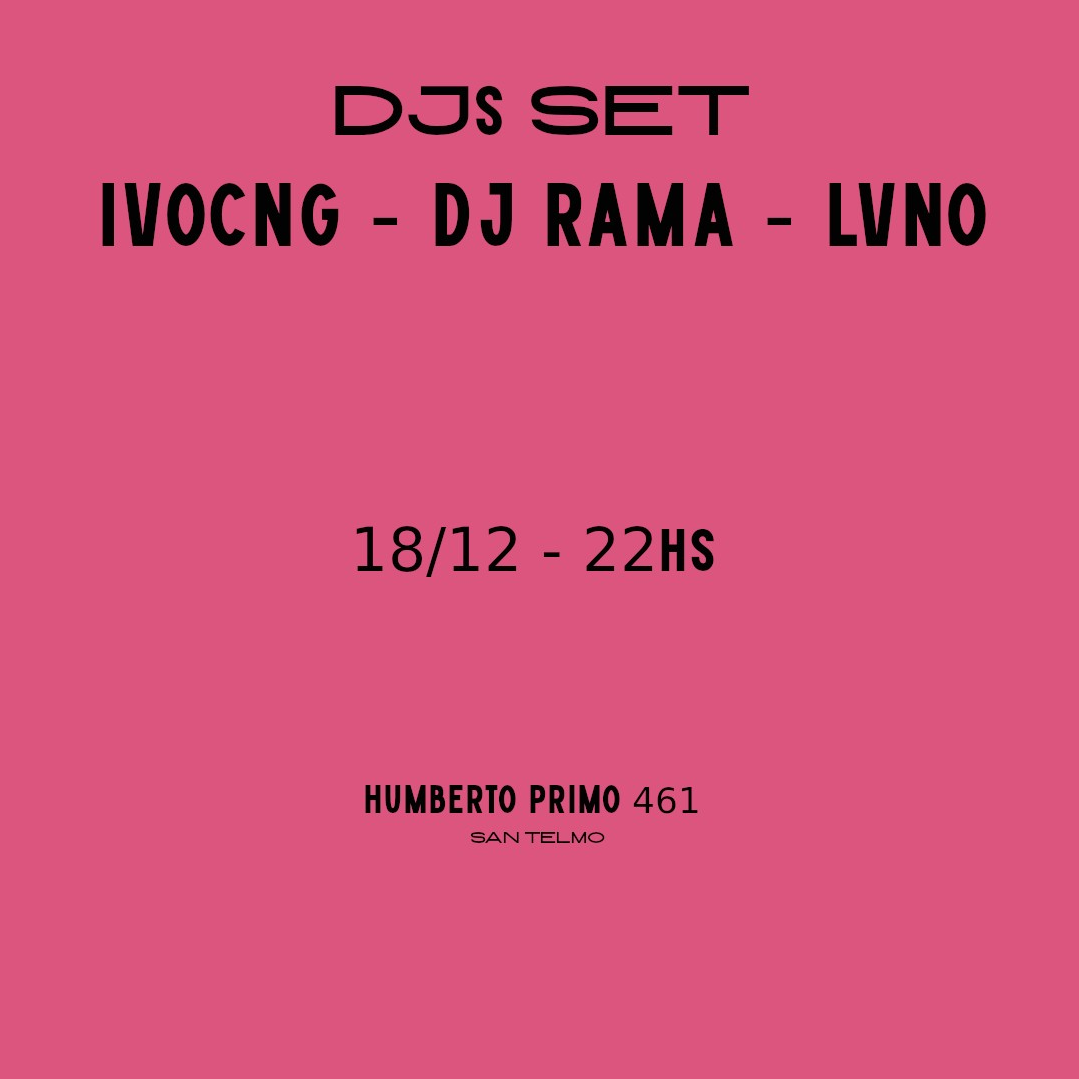 DJs SET
IVOCNG - DJ RAMA - LVNO
18/12 - 22HS
HUMBERTO PRIMO 461
SAN TELMO